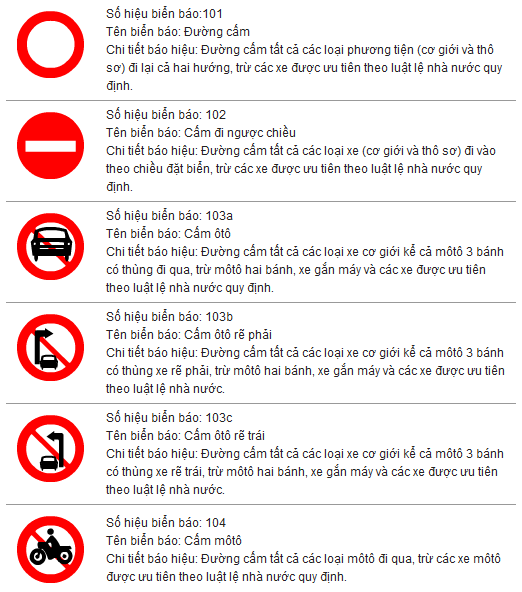 Số hiệu biển báo:101
Tên biển báo: Đường cấm
Chi tiết báo hiệu: Đường cấm tất cả các loại phương tiện (cơ giới và thô
sơ) đi lại cả hai hướng, trừ các xe được ưu tiên theo luật lệ nhà nước quy
định.
Số hiệu biển báo: 102
Tên biển báo: Cấm đi ngược chiều
Chi tiết báo hiệu: Đường cấm tất cả các loại xe (cơ giới và thô sơ) đi vào
theo chiều đặt biển, trừ các xe được ưu tiên theo luật lệ nhà nước quy
định.
Số hiệu biển báo: 103a
Tên biển báo: Cấm ôtô
Chi tiết báo hiệu: Đường cấm tất cả các loại xe cơ giới kể cả môtô 3 bánh
có thùng đi qua, trừ môtô hai bánh, xe gắn máy và các xe được ưu tiên
theo luật lệ nhà nước quy định.
Số hiệu biển báo: 103b
Tên biển báo: Cấm ôtô rẽ phải
Chi tiết báo hiệu: Đường cấm tất cả các loại xe cơ giới kể cả môtô 3 bánh
có thùng xe rẽ phải, trừ môtô hai bánh, xe gắn máy và các xe được ưu
tiên theo luật lệ nhà nước.
Số hiệu biển báo: 103c
Tên biển báo: Cấm ôtô rẽ trái
Chi tiết báo hiệu: Đường cấm tất cả các loại xe cơ giới kể cả môtô 3 bánh
có thùng xe rẽ trái, trừ môtô hai bánh, xe gắn máy và các xe được ưu tiên
theo luật lệ nhà nước.
Số hiệu biển báo: 104
Tên biển báo: Cấm môtô
Chi tiết báo hiệu: Đường cấm tất cả các loại môtô đi qua, trừ các xe môtô
được ưu tiên theo luật lệ nhà nước quy định.